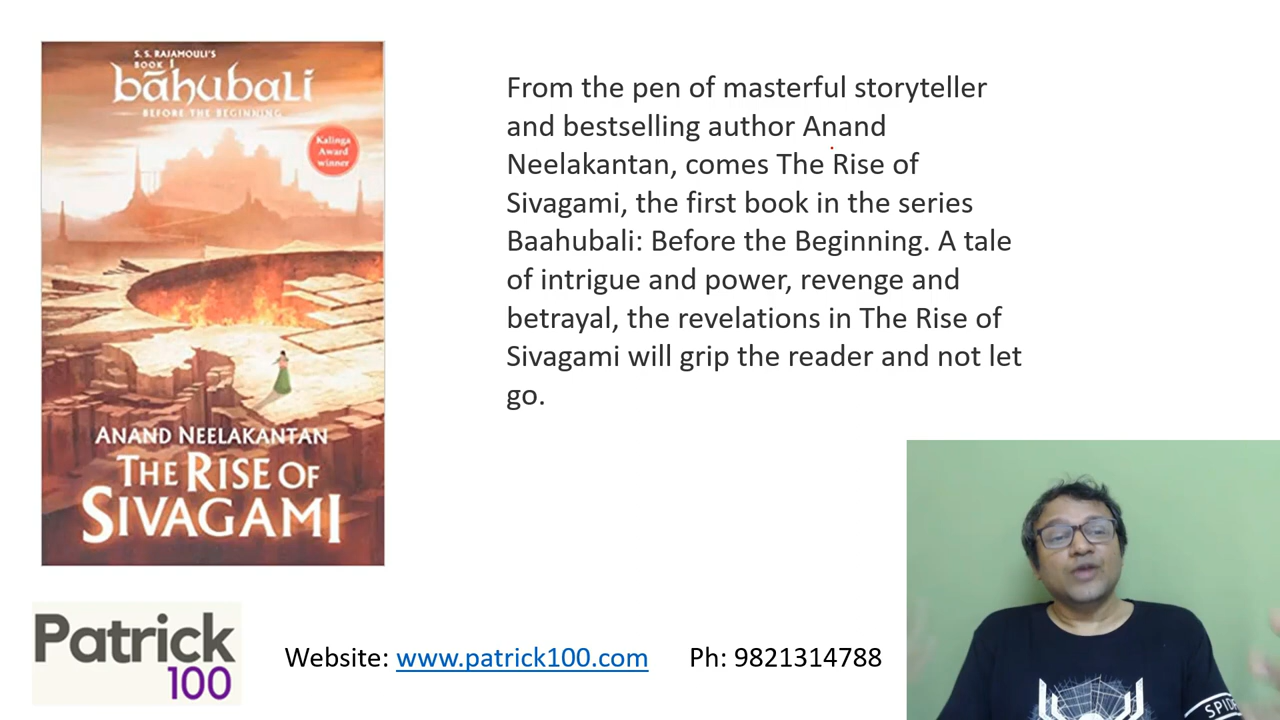 S. S. RAJAMOULI'S
BOOK 1
bāhubalī
BEFORE THE BEGINNING
Kalinga
Award
winner
ANAND NEELAKANTAN
THE RISE OF
SIVAGAMI
From the pen of masterful storyteller
and bestselling author Anand
Neelakantan, comes The Rise of
Sivagami, the first book in the series
Baahubali: Before the Beginning. A tale
of intrigue and power, revenge and
betrayal, the revelations in The Rise of
Sivagami will grip the reader and not let
go.
Patrick
100
Website: www.patrick100.com Ph: 9821314788